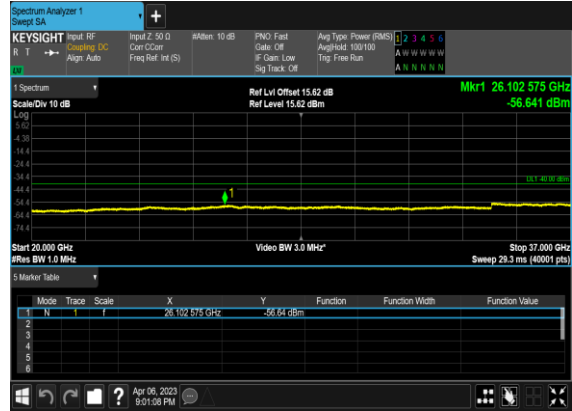 Spectrum Analyzer 1
Swept SA
KEYSIGHT Input: RF Input Z: 50 Ω #Atten: 10 dB PNO: Fast Avg Type: Power (RMS) 1 2 3 4 5 6
R T Coupling: DC Corr CCorr Gate: Off Avg|Hold: 100/100 A W W W W W
Align: Auto Freq Ref: Int (S) IF Gain: Low Trig: Free Run
Sig Track: Off A N N N N N
LW
1 Spectrum Ref Lvl Offset 15.62 dB Mkr1 26.102 575 GHz
Scale/Div 10 dB Ref Level 15.62 dBm -56.641 dBm
Log
5.62
-4.38
-14.4
-24.4
-34.4
DL1 -40.00 dBm
-44.4
1
-54.4
-64.4
-74.4
Start 20.000 GHz Video BW 3.0 MHz* Stop 37.000 GHz
#Res BW 1.0 MHz Sweep 29.3 ms (40001 pts)
5 Marker Table
Mode Trace Scale X Y Function Function Width Function Value
1 N 1 f 26.102 575 GHz -56.64 dBm
2
3
4
5
6
? Apr 06, 2023
9:01:08 PM